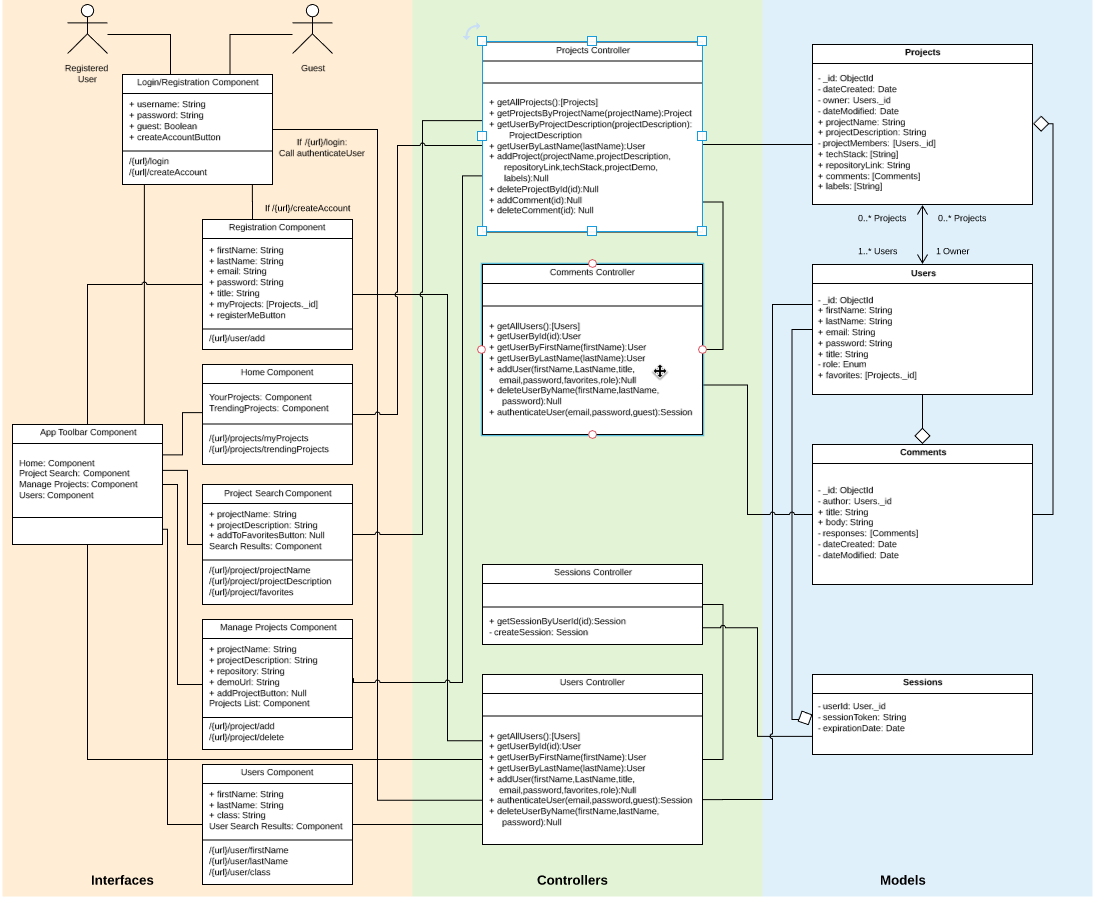 Registered
User
Guest
Login/Registration Component
+ username: String
+ password: String
+ guest: Boolean
+ createAccountButton
/{url}/login
/{url}/createAccount
If /{url}/login:
Call authenticateUser
If /{url}/createAccount
Registration Component
+ firstName: String
+ lastName: String
+ email: String
+ password: String
+ title: String
+ myProjects: [Projects._id]
+ registerMeButton
/{url}/user/add
Home Component
YourProjects: Component
TrendingProjects: Component
/{url}/projects/myProjects
/{url}/projects/trendingProjects
App Toolbar Component
Home: Component
Project Search: Component
Manage Projects: Component
Users: Component
Project Search Component
+ projectName: String
+ projectDescription: String
+ addToFavoritesButton: Null
Search Results: Component
/{url}/project/projectName
/{url}/project/projectDescription
/{url}/project/favorites
Manage Projects Component
+ projectName: String
+ projectDescription: String
+ repository: String
+ demoUrl: String
+ addProjectButton: Null
Projects List: Component
/{url}/project/add
/{url}/project/delete
Users Component
+ firstName: String
+ lastName: String
+ class: String
User Search Results: Component
/{url}/user/firstName
/{url}/user/lastName
/{url}/user/class
Interfaces
Projects Controller
+ getAllProjects():[Projects]
+ getProjectsByProjectName(projectName):Project
+ getUserByProjectDescription(projectDescription):
ProjectDescription
+ getUserByLastName(lastName):User
+ addProject(projectName,projectDescription,
repositoryLink,techStack,projectDemo,
labels):Null
+ deleteProjectById(id):Null
+ addComment(id):Null
+ deleteComment(id): Null
Comments Controller
+ getAllUsers():[Users]
+ getUserById(id):User
+ getUserByFirstName(firstName):User
+ getUserByLastName(lastName):User
+ addUser(firstName,LastName,title,
email,password,favorites,role):Null
+ deleteUserByName(firstName,lastName,
password):Null
+ authenticateUser(email,password,guest):Session
Sessions Controller
+ getSessionByUserId(id):Session
- createSession: Session
Users Controller
+ getAllUsers():[Users]
+ getUserById(id):User
+ getUserByFirstName(firstName):User
+ getUserByLastName(lastName):User
+ addUser(firstName,LastName,title,
email,password,favorites,role):Null
+ authenticateUser(email,password,guest):Session
+ deleteUserByName(firstName,lastName,
password):Null
Controllers
Projects
- _id: ObjectId
- dateCreated: Date
- owner: Users._id
- dateModified: Date
+ projectName: String
+ projectDescription: String
- projectMembers: [Users._id]
+ techStack: [String]
+ repositoryLink: String
+ comments: [Comments]
+ labels: [String]
0..* Projects
0..* Projects
1..* Users
1 Owner
Users
- _id: ObjectId
+ firstName: String
+ lastName: String
+ email: String
+ password: String
+ title: String
- role: Enum
+ favorites: [Projects._id]
Comments
- _id: ObjectId
- author: Users._id
+ title: String
+ body: String
- responses: [Comments]
- dateCreated: Date
- dateModified: Date
Sessions
- userId: User._id
- sessionToken: String
- expirationDate: Date
Models